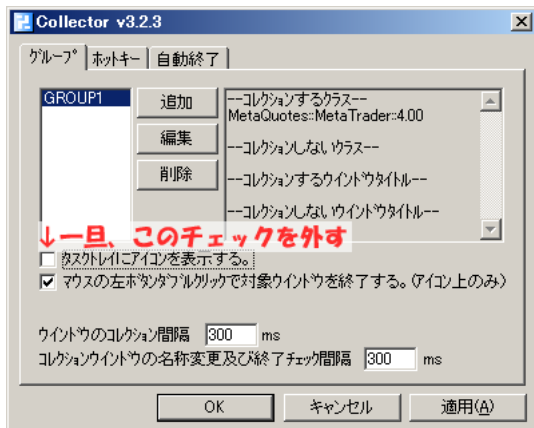 Collector v3.2.3
グループ ホットキー 自動終了
GROUP1
追加
編集
削除
--コレクションするクラス--
MetaQuotes::MetaTrader::4.00
--コレクションしないクラス--
--コレクションするウインドウタイトル--
--コレクションしないウインドウタイトル--
↓一旦、このチェックを外す
タスクトレイにアイコンを表示する。
マウスの左ボタンダブルクリックで対象ウインドウを終了する。(アイコン上のみ)
ウインドウのコレクション間隔 300 ms
コレクションウインドウの名称変更及び終了チェック間隔 300 ms
OK キャンセル 適用(A)